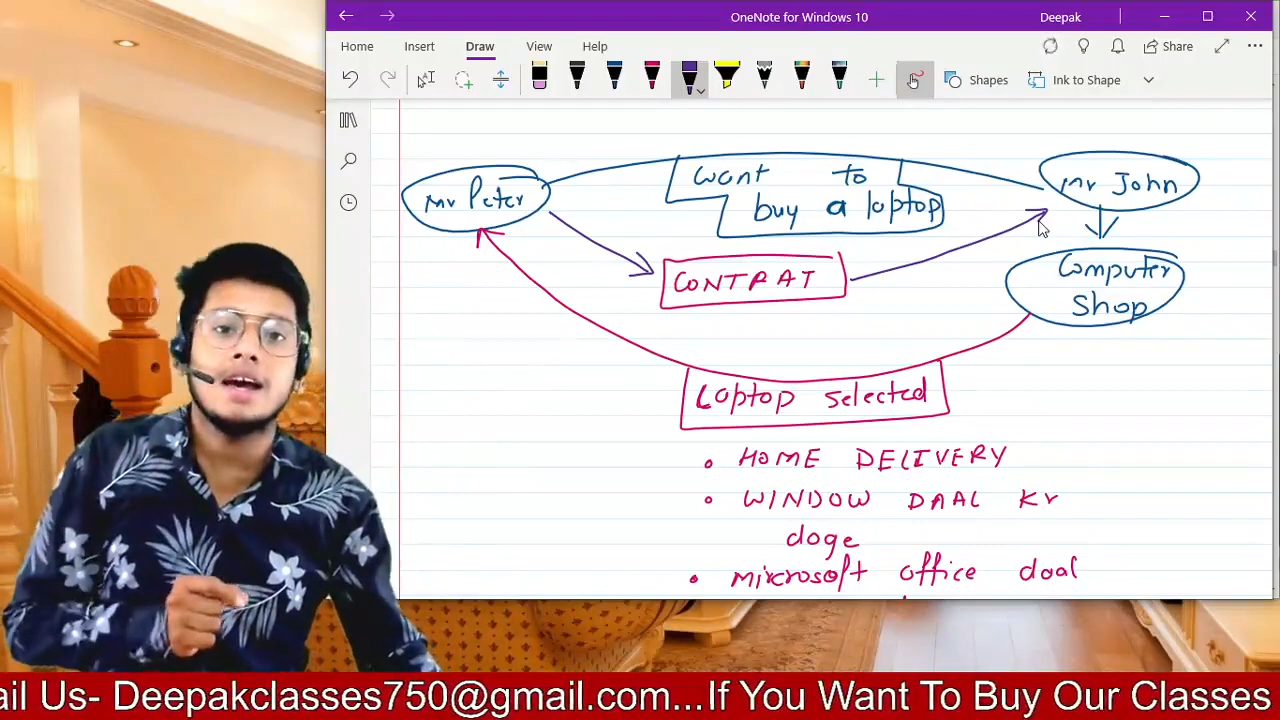 OneNote for Windows 10
Deepak
Home Insert Draw View Help
Share
Shapes
Ink to Shape
Mr Peter
Want to
buy a laptop
Mr John
CONTRAT
Computer
Shop
Laptop selected
• HOME DELIVERY
• WINDOW DAAL Kr
doge
• mixrosoft office daal
ail Us- Deepakclasses750@gmail.com...If You Want To Buy Our Classes